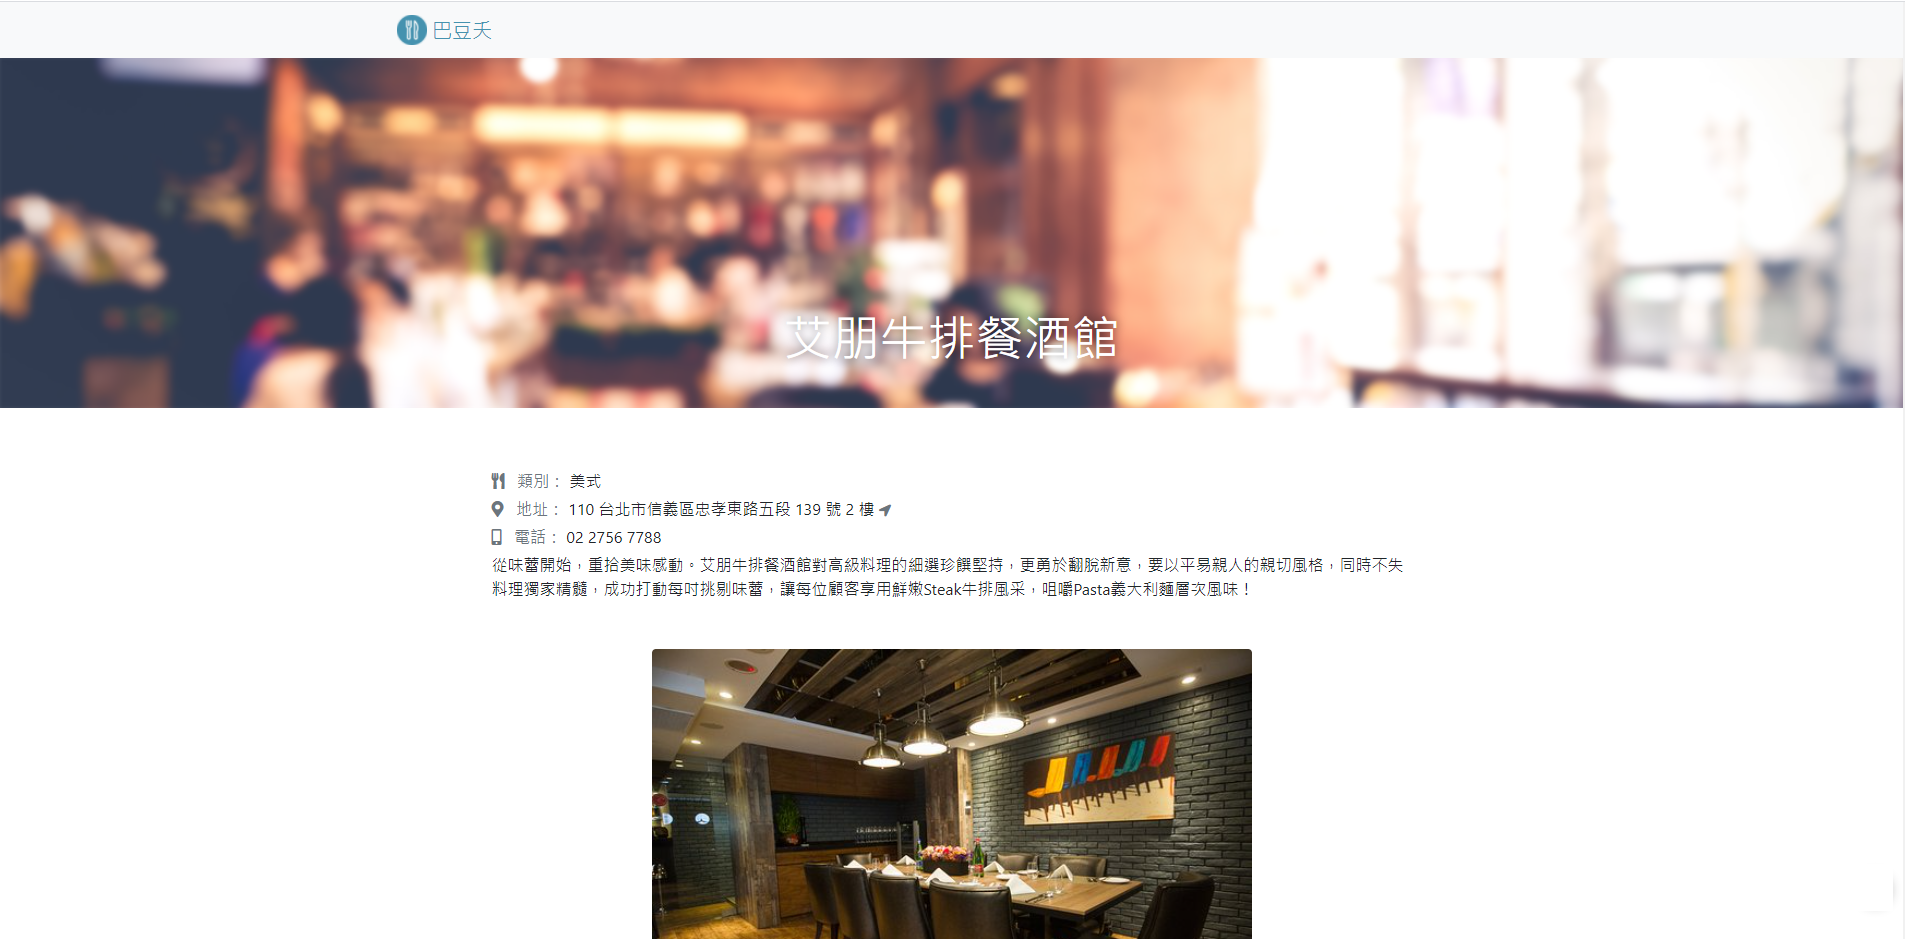 巴豆夭
艾朋牛排餐酒館
類別： 美式
地址： 110 台北市信義區忠孝東路五段 139 號 2 樓
電話： 02 2756 7788
從味蕾開始，重拾美味感動。艾朋牛排餐酒館對高級料理的細選珍饌堅持，更勇於翻脫新意，要以平易親人的親切風格，同時不失
料理獨家精髓，成功打動每吋挑剔味蕾，讓每位顧客享用鮮嫩Steak牛排風采，咀嚼Pasta義大利麵層次風味！